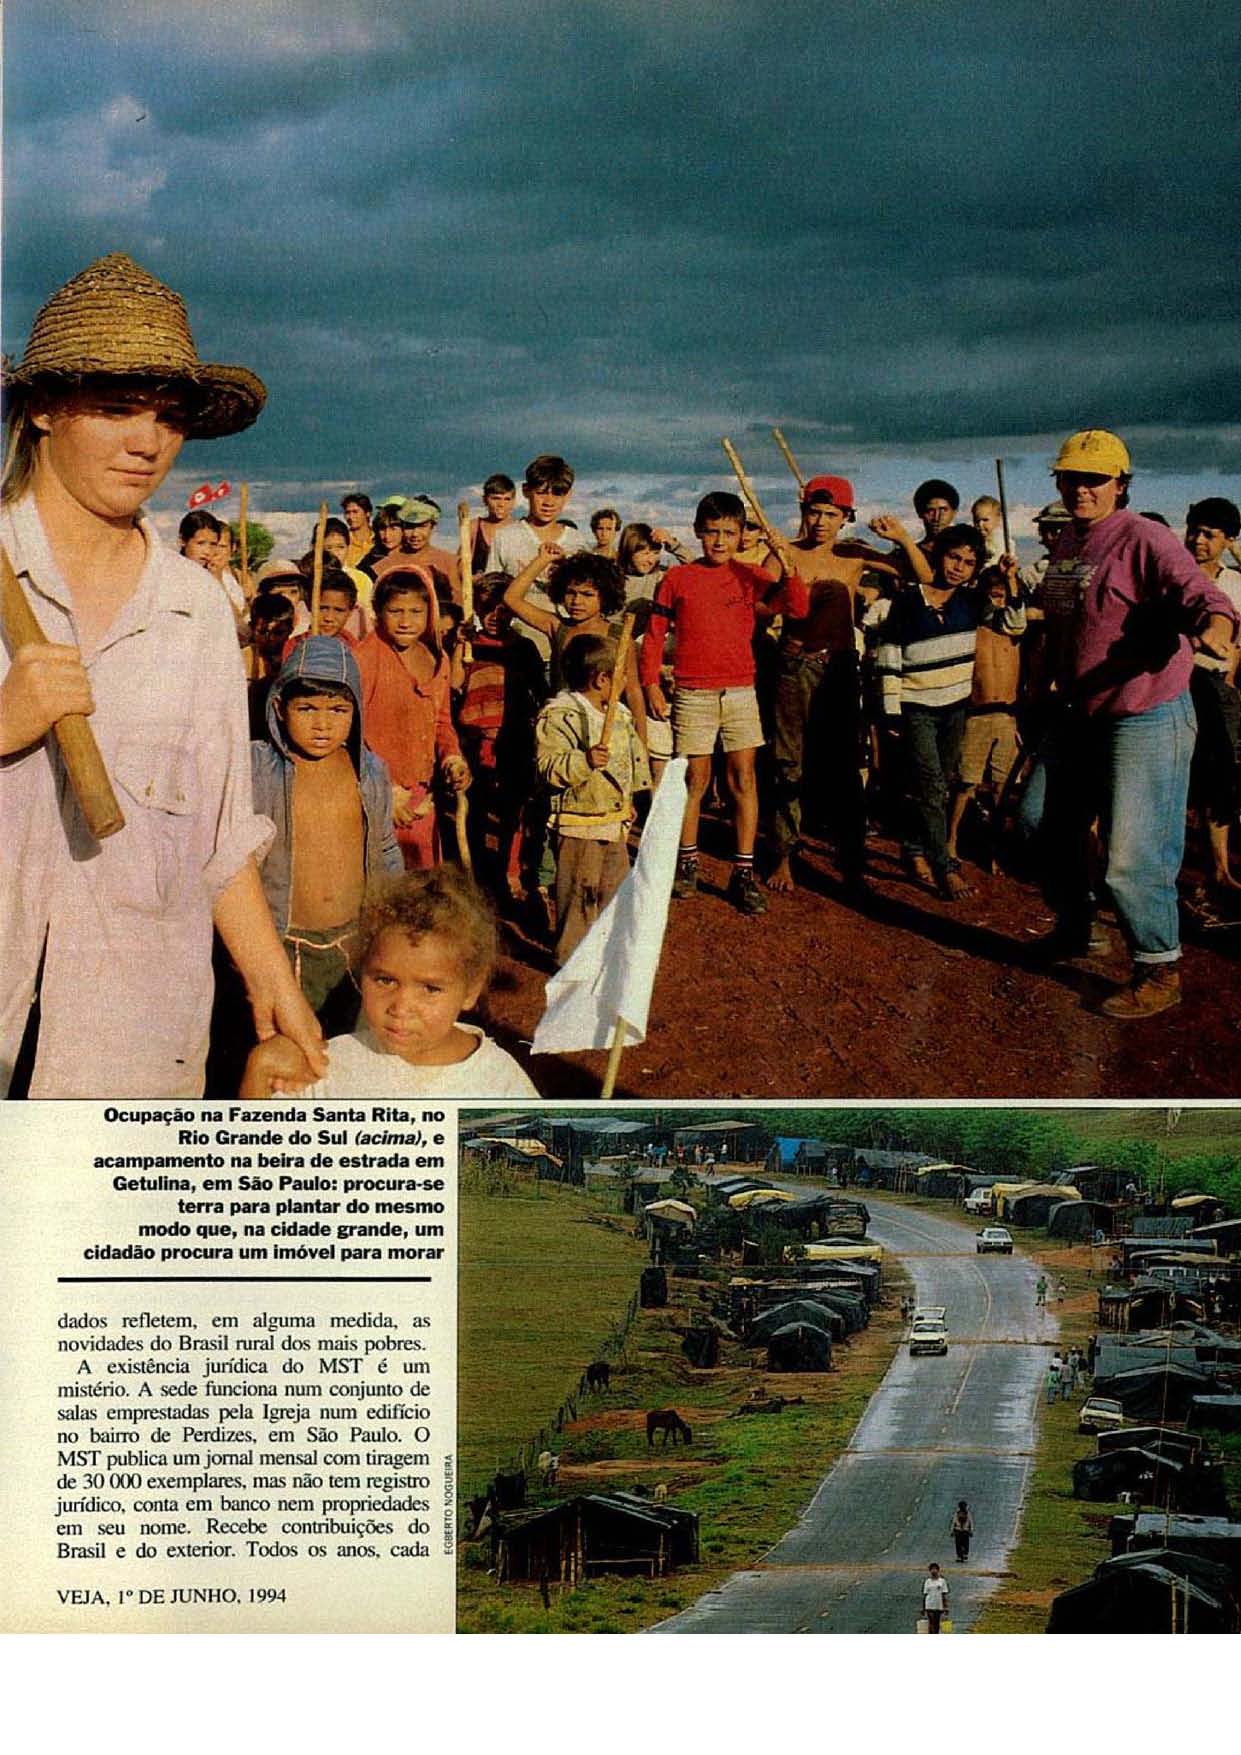 Ocupação na Fazenda Santa Rita, no
Rio Grande do Sul (acima), e
acampamento na beira de estrada em
Getulina, em São Paulo: procura-se
terra para plantar do mesmo
modo que, na cidade grande, um
cidadão procura um imóvel para morar
dados refletem, em alguma medida, as
novidades do Brasil rural dos mais pobres.
A existência jurídica do MST é um
mistério. A sede funciona num conjunto de
salas emprestadas pela Igreja num edifício
no bairro de Perdizes, em São Paulo. O
MST publica um jornal mensal com tiragem
de 30 000 exemplares, mas não tem registro
jurídico, conta em banco nem propriedades
em seu nome. Recebe contribuições do
Brasil e do exterior. Todos os anos, cada
EGBERTO NOGUEIRA
VEJA, 1º DE JUNHO, 1994